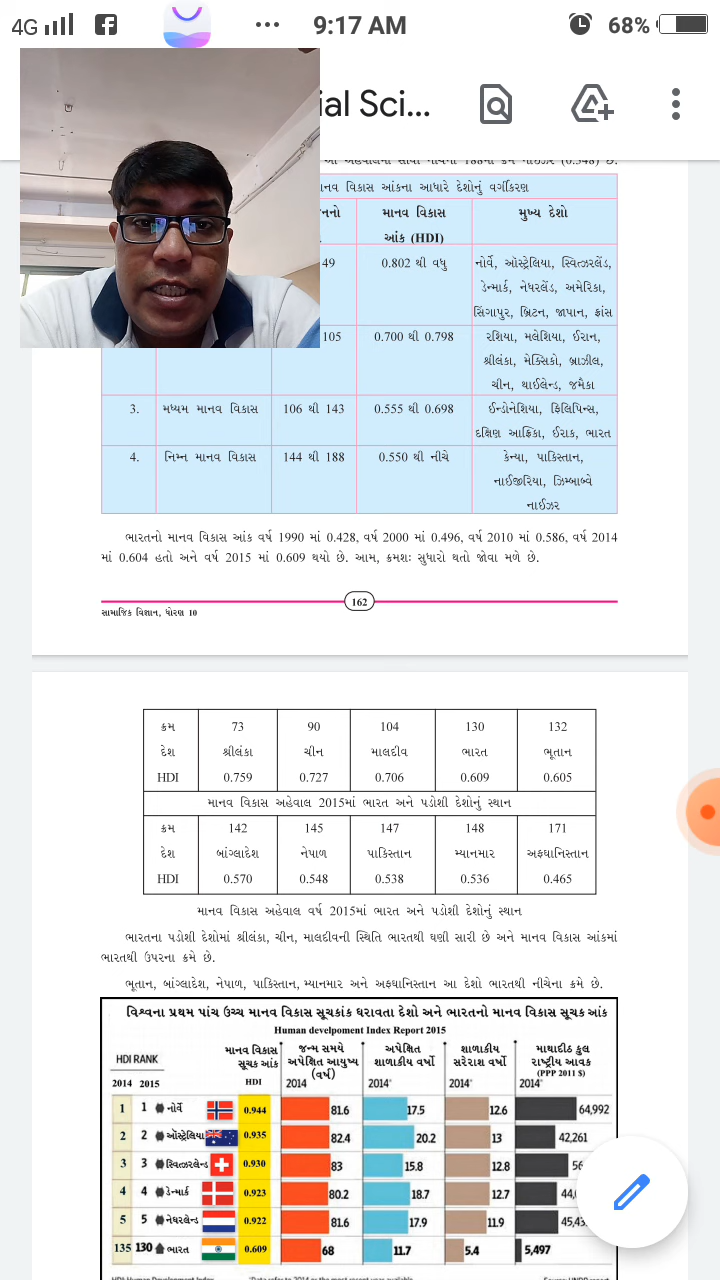 4G 9:17 AM 68%
ial Sci...
માનવ વિકાસ આંકના આધારે દેશોનું વર્ગીકરણ
માનવ વિકાસ આંક (HDI) મુખ્ય દેશો
49 0.802 થી વધુ નોર્વે, ઑસ્ટ્રેલિયા, સ્વિત્ઝરલેંડ,
ડેન્માર્ક, નેધરલેંડ, અમેરિકા,
સિંગાપુર, બ્રિટન, જાપાન, ફ્રાંસ
105 0.700 થી 0.798 રશિયા, મલેશિયા, ઈરાન,
શ્રીલંકા, મેક્સિકો, બ્રાઝીલ,
ચીન, થાઈલેન્ડ, જમૈકા
3. મધ્યમ માનવ વિકાસ 106 થી 143 0.555 થી 0.698 ઈન્ડોનેશિયા, ફિલિપિન્સ,
દક્ષિણ આફ્રિકા, ઈરાક, ભારત
4. નિમ્ન માનવ વિકાસ 144 થી 188 0.550 થી નીચે કેન્યા, પાકિસ્તાન,
નાઈજીરિયા, ઝિમ્બાબ્વે
નાઈઝર
ભારતનો માનવ વિકાસ આંક વર્ષ 1990 માં 0.428, વર્ષ 2000 માં 0.496, વર્ષ 2010 માં 0.586, વર્ષ 2014
માં 0.604 હતો અને વર્ષ 2015 માં 0.609 થયો છે. આમ, ક્રમશઃ સુધારો થતો જોવા મળે છે.
162
સામાજિક વિજ્ઞાન, ધોરણ 10
ક્રમ 73 90 104 130 132
દેશ શ્રીલંકા ચીન માલદીવ ભારત ભૂતાન
HDI 0.759 0.727 0.706 0.609 0.605
માનવ વિકાસ અહેવાલ 2015માં ભારત અને પડોશી દેશોનું સ્થાન
ક્રમ 142 145 147 148 171
દેશ બાંગ્લાદેશ નેપાળ પાકિસ્તાન મ્યાનમાર અફઘાનિસ્તાન
HDI 0.570 0.548 0.538 0.536 0.465
માનવ વિકાસ અહેવાલ વર્ષ 2015માં ભારત અને પડોશી દેશોનું સ્થાન
ભારતના પડોશી દેશોમાં શ્રીલંકા, ચીન, માલદીવની સ્થિતિ ભારતથી ઘણી સારી છે અને માનવ વિકાસ આંકમાં
ભારતથી ઉપરના ક્રમે છે.
ભૂતાન, બાંગ્લાદેશ, નેપાળ, પાકિસ્તાન, મ્યાનમાર અને અફઘાનિસ્તાન આ દેશો ભારતથી નીચેના ક્રમે છે.
વિશ્વના પ્રથમ પાંચ ઉચ્ચ માનવ વિકાસ સૂચકાંક ધરાવતા દેશો અને ભારતનો માનવ વિકાસ સૂચક આંક
Human develpoment Index Report 2015
HDI RANK માનવ વિકાસ સૂચક આંક જન્મ સમયે અપેક્ષિત આયુષ્ય (વર્ષ) અપેક્ષિત શાળાકીય વર્ષો શાળાકીય સરેરાશ વર્ષો માથાદીઠ કુલ રાષ્ટ્રીય આવક (PPP 2011 $)
2014 2015 HDI 2014 2014* 2014* 2014*
1 1 નોર્વે 0.944 81.6 17.5 12.6 64,992
2 2 ઑસ્ટ્રેલિયા 0.935 82.4 20.2 13 42,261
3 3 સ્વિત્ઝરલેન્ડ 0.930 83 15.8 12.8 56
4 4 ડેન્માર્ક 0.923 80.2 18.7 12.7 44,0
5 5 નેધરલેન્ડ 0.922 81.6 17.9 11.9 45,43
135 130 ભારત 0.609 68 11.7 5.4 5,497